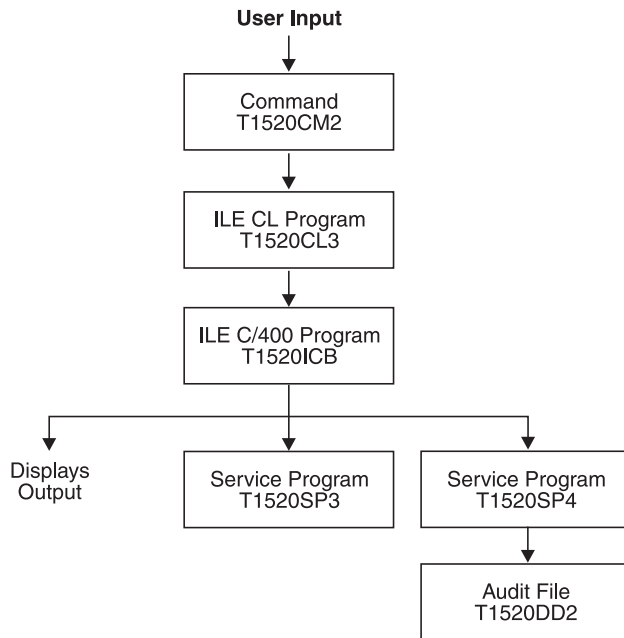 User Input
Command
T1520CM2
ILE CL Program
T1520CL3
ILE C/400 Program
T1520ICB
Displays
Output
Service Program
T1520SP3
Service Program
T1520SP4
Audit File
T1520DD2